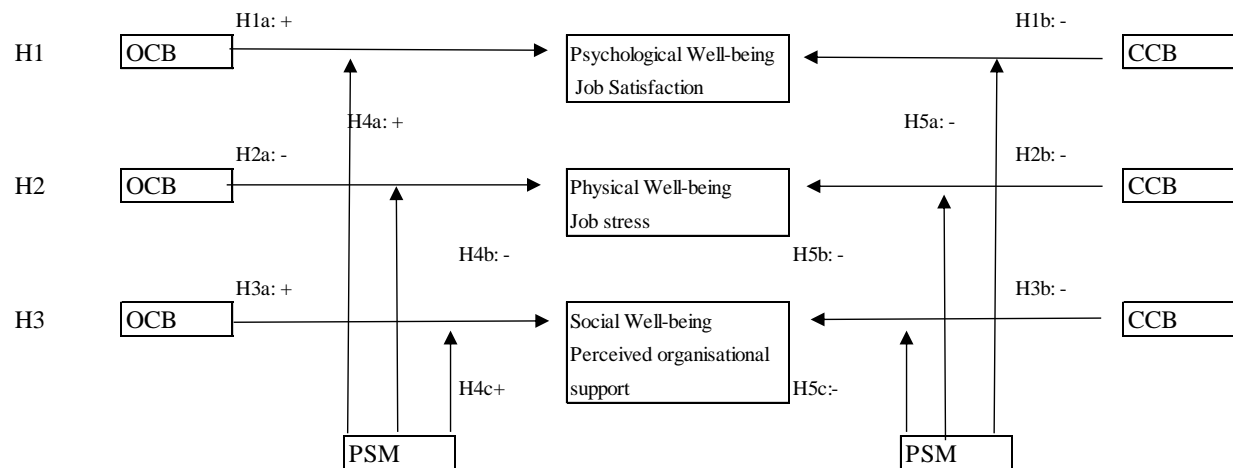 H1a: +
H1b: -
H1
OCB
Psychological Well-being
Job Satisfaction
CCB
H4a: +
H5a: -
H2a: -
H2b: -
H2
OCB
Physical Well-being
Job stress
CCB
H4b: -
H5b: -
H3a: +
H3b: -
H3
OCB
Social Well-being
Perceived organisational
support
CCB
H4c+
H5c:-
PSM
PSM